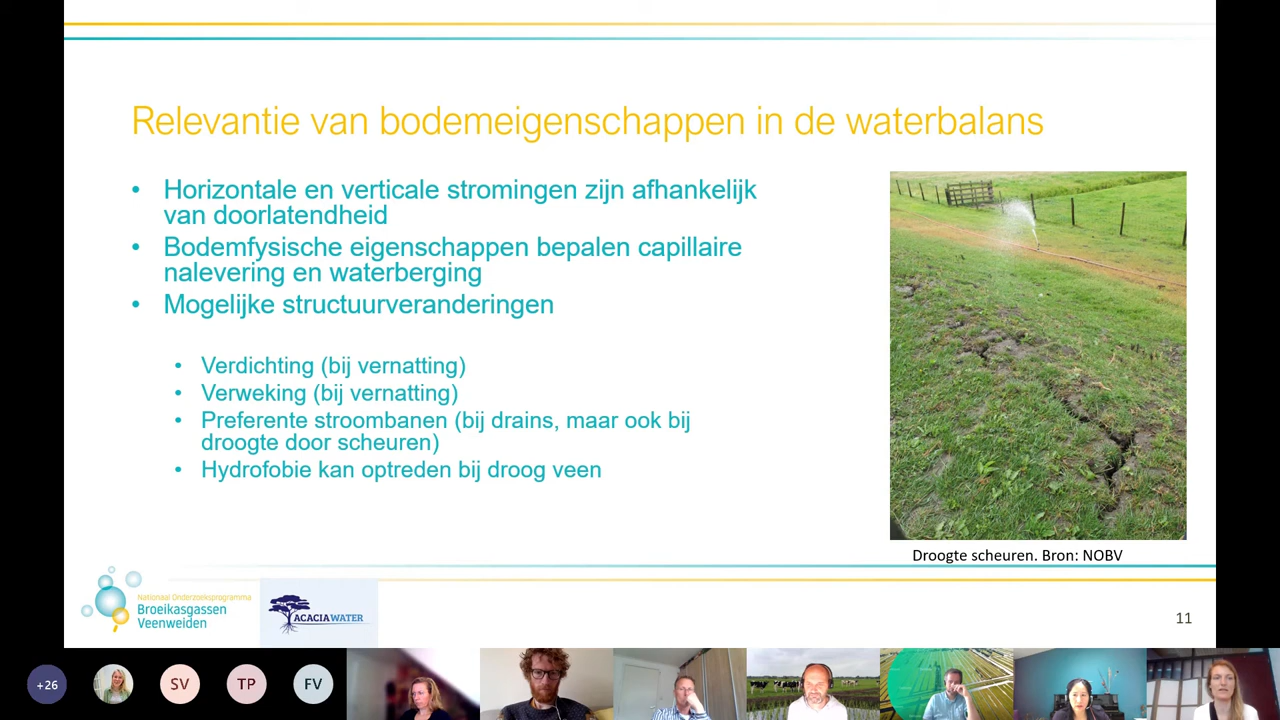 Relevantie van bodemeigenschappen in de waterbalans
• Horizontale en verticale stromingen zijn afhankelijk
van doorlatendheid
• Bodemfysische eigenschappen bepalen capillaire
nalevering en waterberging
• Mogelijke structuurveranderingen
• Verdichting (bij vernatting)
• Verweking (bij vernatting)
• Preferente stroombanen (bij drains, maar ook bij
droogte door scheuren)
• Hydrofobie kan optreden bij droog veen
Droogte scheuren. Bron: NOBV
Nationaal Onderzoeksprogramma
Broeikasgassen
Veenweiden
ACACIAWATER
11
+26
SV
TP
FV